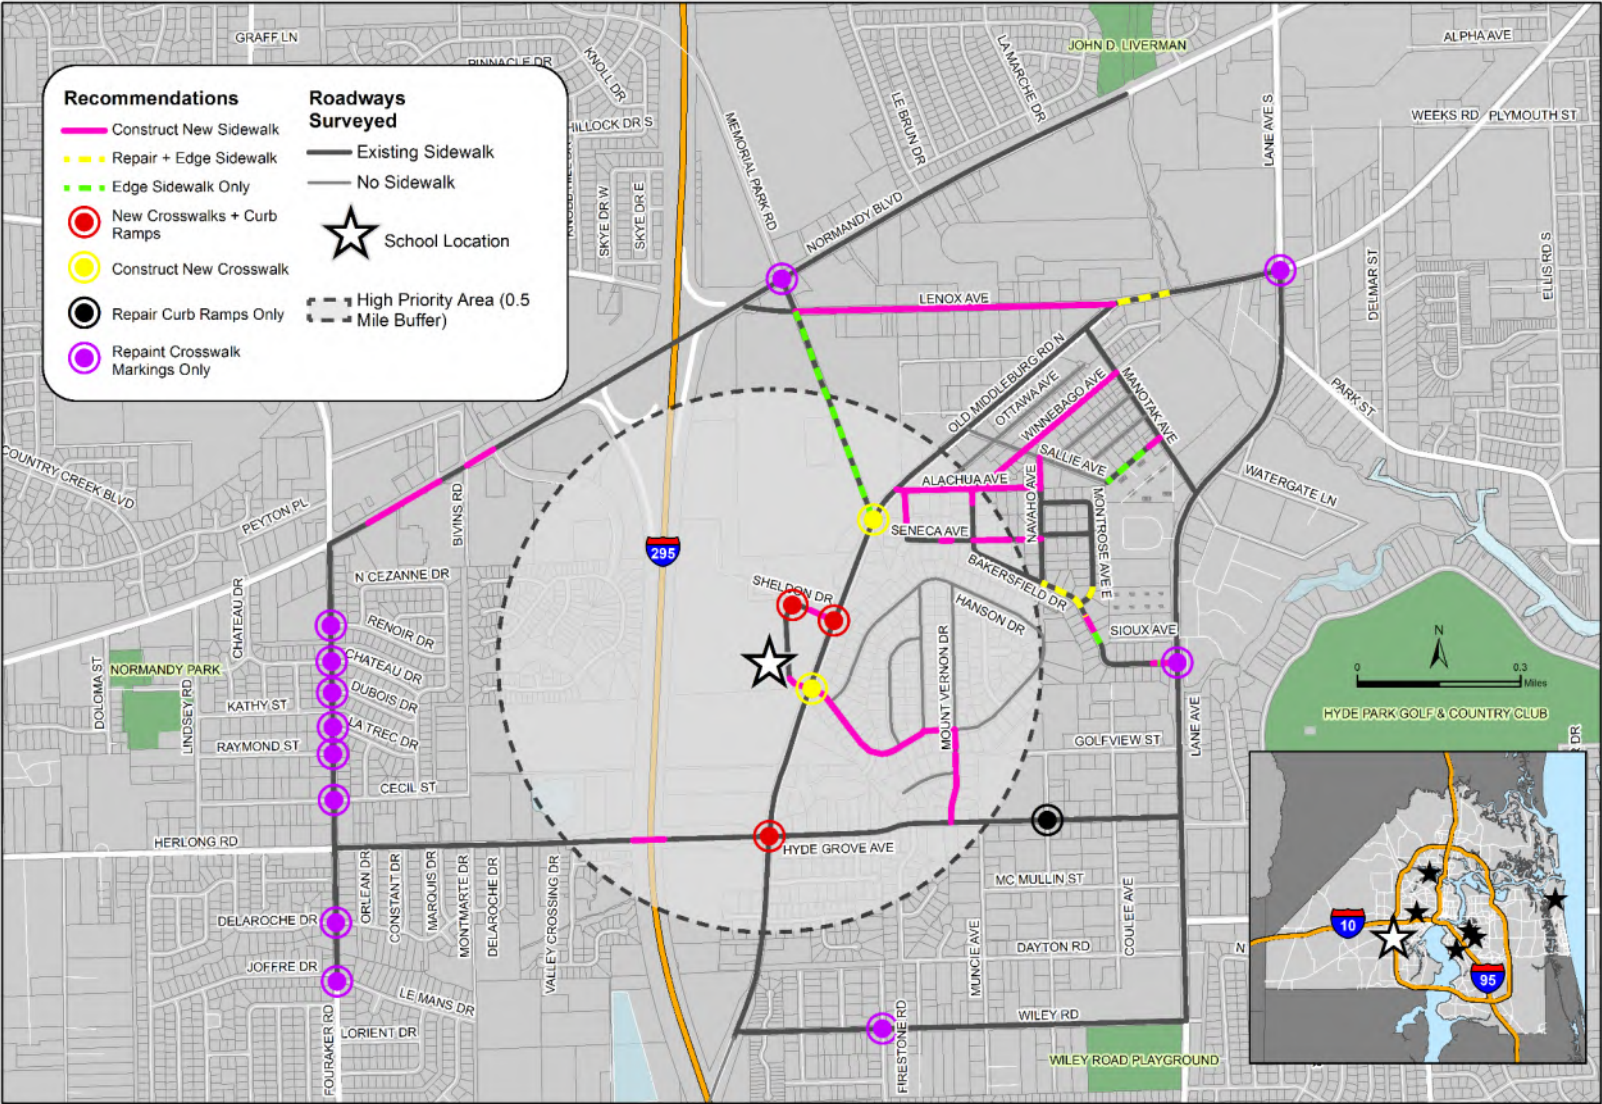 GRAFF LN
PINNACLE DR
KNOLL DR
HILLOCK DR S
SKYE DR W
SKYE DR E
MEMORIAL PARK RD
LE BRUN DR
LA MARCHE DR
JOHN D. LIVERMAN
ALPHA AVE
WEEKS RD
PLYMOUTH ST
LANE AVE S
ELLIS RD S
DELMAR ST
NORMANDY BLVD
Recommendations
Construct New Sidewalk
Repair + Edge Sidewalk
Edge Sidewalk Only
New Crosswalks + Curb
Ramps
Construct New Crosswalk
Repair Curb Ramps Only
Repaint Crosswalk
Markings Only
Roadways
Surveyed
Existing Sidewalk
No Sidewalk
School Location
High Priority Area (0.5
Mile Buffer)
LENOX AVE
OLD MIDDLEBURG RD N
OTTAWA AVE
WINNEBAGO AVE
MANOTAK AVE
PARK ST
SALLIE AVE
WATERGATE LN
ALACHUA AVE
NAVAHO AVE
MONTROSE AVE E
SENECA AVE
BAKERSFIELD DR
COUNTRY CREEK BLVD
PEYTON PL
BIVINS RD
295
N CEZANNE DR
SHELDON DR
HANSON DR
SIOUX AVE
MOUNT VERNON DR
CHATEAU DR
RENOIR DR
CHATEAU DR
DUBOIS DR
LA TREC DR
NORMANDY PARK
DOLOMA ST
LINDSEY RD
KATHY ST
RAYMOND ST
CECIL ST
N
0
0.3
Miles
HYDE PARK GOLF & COUNTRY CLUB
GOLFVIEW ST
LANE AVE
HERLONG RD
HYDE GROVE AVE
ORLEAN DR
CONSTANT DR
MARQUIS DR
MONTMARTE DR
DELAROCHE DR
VALLEY CROSSING DR
MC MULLIN ST
COULEE AVE
DELAROCHE DR
DAYTON RD
MUNCIE AVE
JOFFRE DR
LE MANS DR
LORIENT DR
FOURAKER RD
FIRESTONE RD
WILEY RD
WILEY ROAD PLAYGROUND
10
95
N